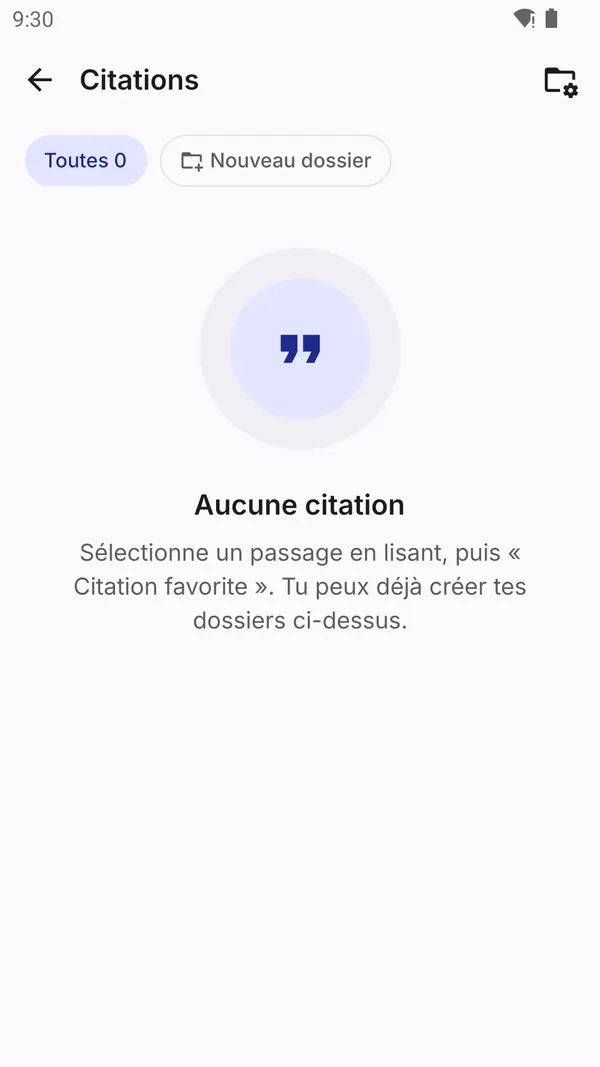 9:30
Citations
Toutes 0
Nouveau dossier
Aucune citation
Sélectionne un passage en lisant, puis «
Citation favorite ». Tu peux déjà créer tes
dossiers ci-dessus.